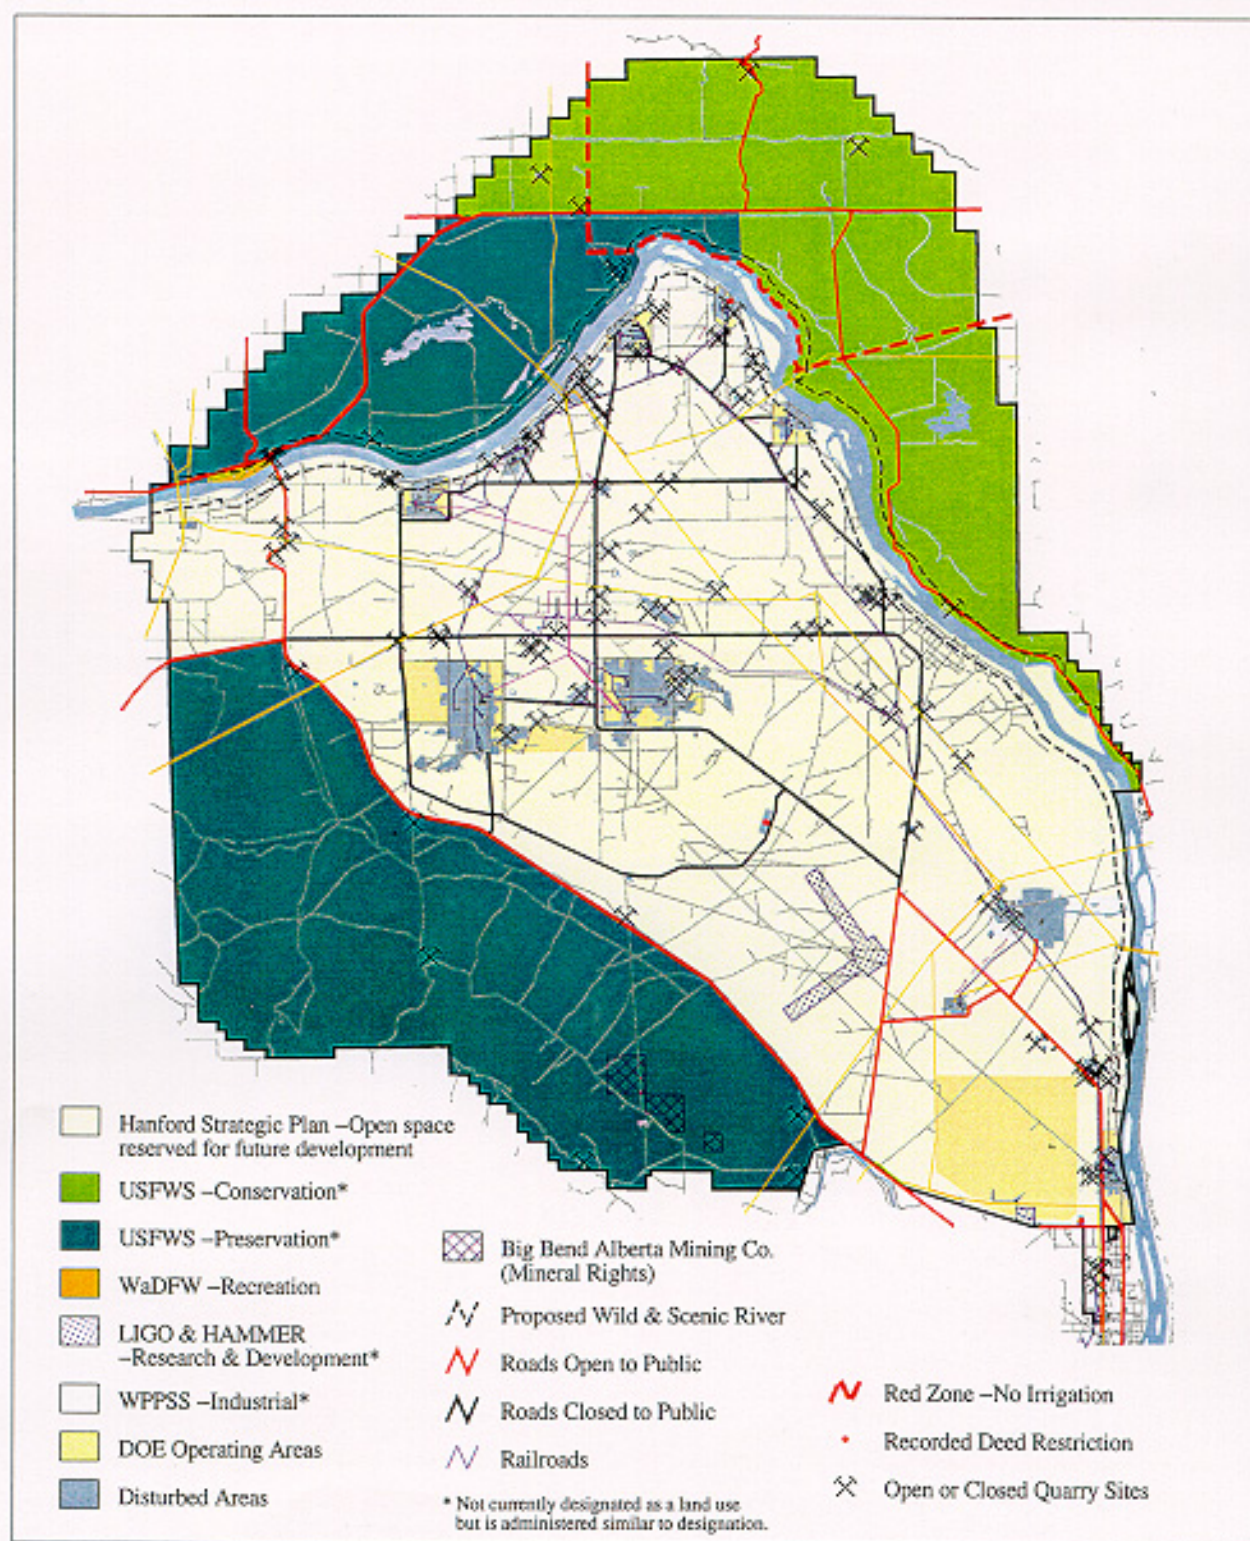 Hanford Strategic Plan –Open space
reserved for future development
USFWS –Conservation*
USFWS –Preservation*
WaDFW –Recreation
LIGO & HAMMER
–Research & Development*
WPPSS –Industrial*
DOE Operating Areas
Disturbed Areas
Big Bend Alberta Mining Co.
(Mineral Rights)
Proposed Wild & Scenic River
Roads Open to Public
Roads Closed to Public
Railroads
* Not currently designated as a land use
but is administered similar to designation.
Red Zone –No Irrigation
Recorded Deed Restriction
Open or Closed Quarry Sites